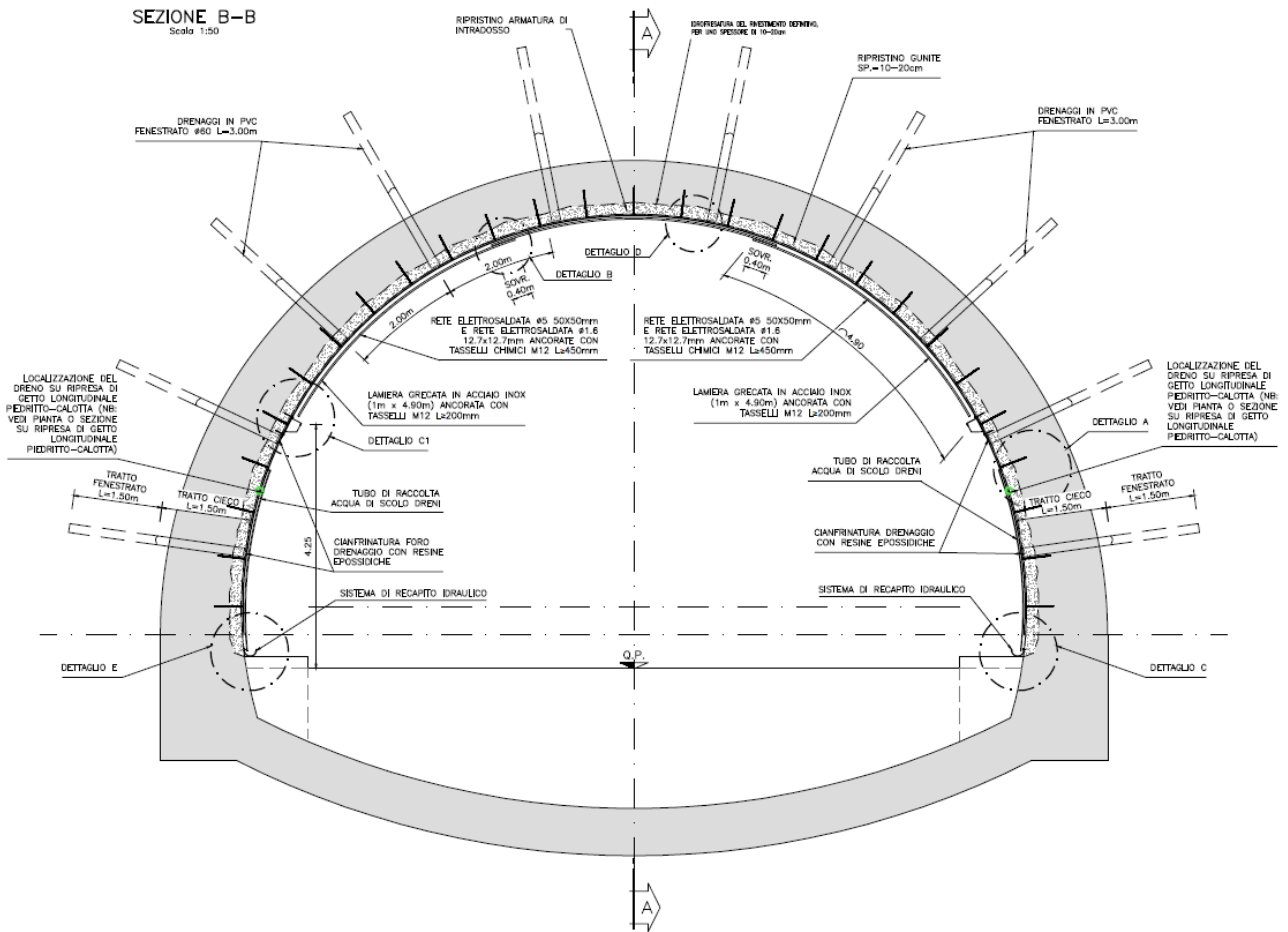 SEZIONE B-B
Scala 1:50
RIPRISTINO ARMATURA DI
INTRADOSSO
A
IDROFRESATURA DEL RIVESTIMENTO DEFINITIVO,
PER UNO SPESSORE DI 10-20cm
RIPRISTINO GUNITE
SP.=10-20cm
DRENAGGI IN PVC
FENESTRATO Ø60 L=3.00m
DRENAGGI IN PVC
FENESTRATO L=3.00m
DETTAGLIO D
DETTAGLIO B
2.00m
2.00m
SOVR.
0.40m
SOVR.
0.40m
4.90
RETE ELETTROSALDATA Ø5 50X50mm
E RETE ELETTROSALDATA Ø1.6
12.7x12.7mm ANCORATE CON
TASSELLI CHIMICI M12 L≥450mm
RETE ELETTROSALDATA Ø5 50X50mm
E RETE ELETTROSALDATA Ø1.6
12.7x12.7mm ANCORATE CON
TASSELLI CHIMICI M12 L≥450mm
LOCALIZZAZIONE DEL
DRENO SU RIPRESA DI
GETTO LONGITUDINALE
PIEDRITTO-CALOTTA (NB:
VEDI PIANTA O SEZIONE
SU RIPRESA DI GETTO
LONGITUDINALE
PIEDRITTO-CALOTTA)
LAMIERA GRECATA IN ACCIAIO INOX
(1m x 4.90m) ANCORATA CON
TASSELLI M12 L≥200mm
LAMIERA GRECATA IN ACCIAIO INOX
(1m x 4.90m) ANCORATA CON
TASSELLI M12 L≥200mm
LOCALIZZAZIONE DEL
DRENO SU RIPRESA DI
GETTO LONGITUDINALE
PIEDRITTO-CALOTTA (NB:
VEDI PIANTA O SEZIONE
SU RIPRESA DI GETTO
LONGITUDINALE
PIEDRITTO-CALOTTA)
DETTAGLIO C1
DETTAGLIO A
TRATTO
FENESTRATO
L=1.50m
TRATTO CIECO
L=1.50m
TUBO DI RACCOLTA
ACQUA DI SCOLO DRENI
TUBO DI RACCOLTA
ACQUA DI SCOLO DRENI
TRATTO CIECO
L=1.50m
TRATTO
FENESTRATO
L=1.50m
4.25
CIANFRINATURA FORO
DRENAGGIO CON RESINE
EPOSSIDICHE
CIANFRINATURA DRENAGGIO
CON RESINE EPOSSIDICHE
SISTEMA DI RECAPITO IDRAULICO
SISTEMA DI RECAPITO IDRAULICO
Q.P.
DETTAGLIO E
DETTAGLIO C
A